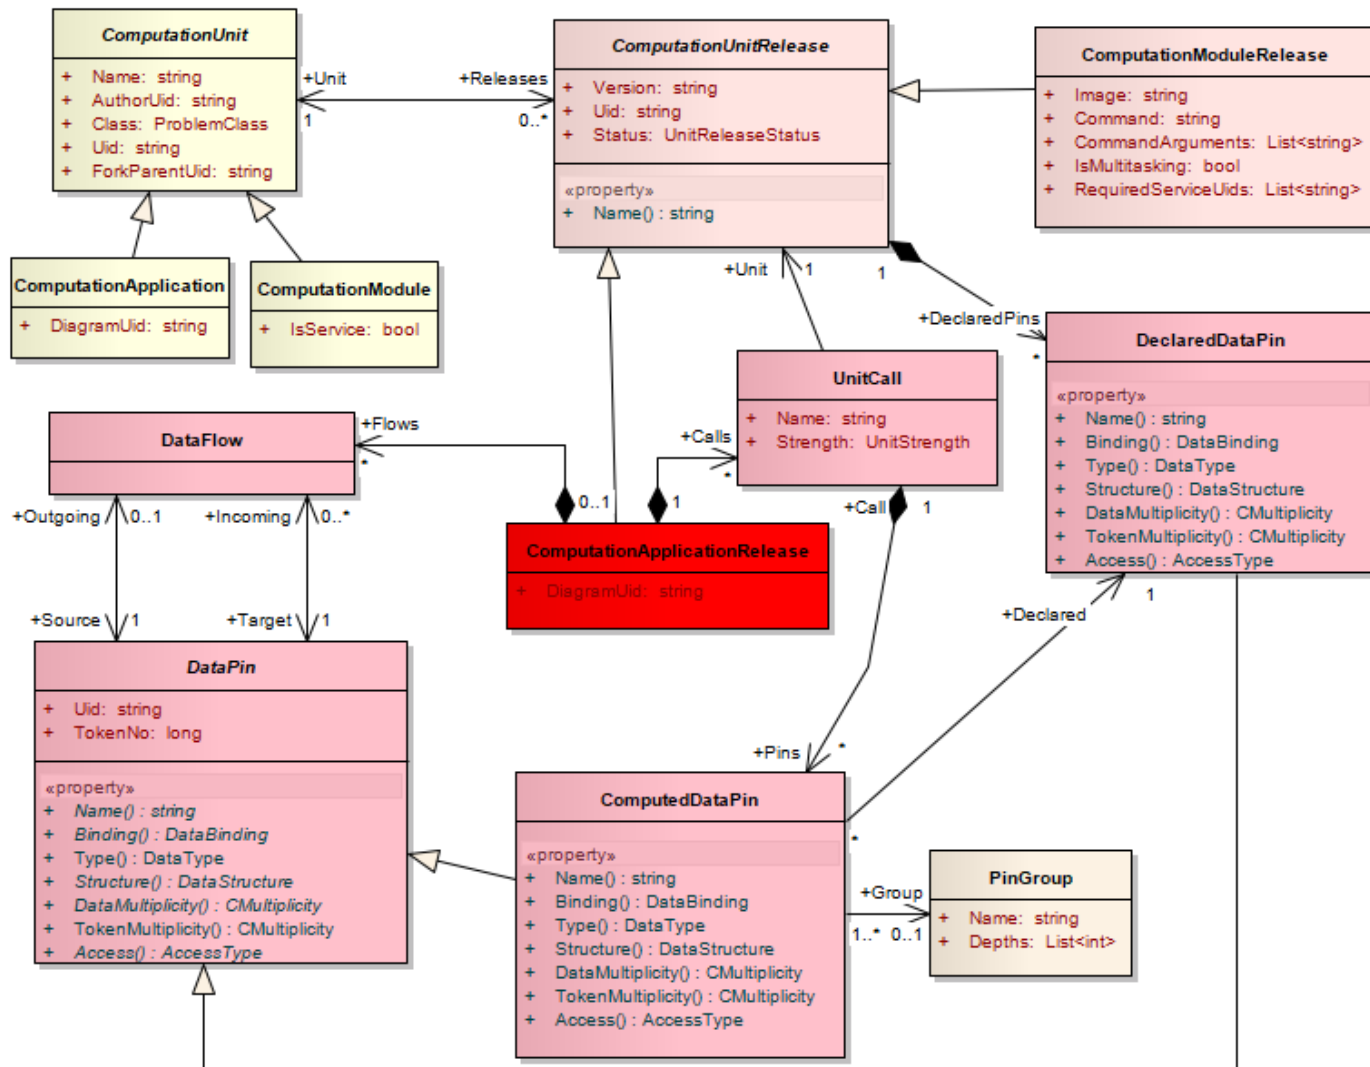 ComputationUnit
+ Name: string
+ AuthorUid: string
+ Class: ProblemClass
+ Uid: string
+ ForkParentUid: string
+Unit
1
+Releases
0..*
ComputationUnitRelease
+ Version: string
+ Uid: string
+ Status: UnitReleaseStatus
«property»
+ Name() : string
ComputationModuleRelease
+ Image: string
+ Command: string
+ CommandArguments: List<string>
+ IsMultitasking: bool
+ RequiredServiceUids: List<string>
ComputationApplication
+ DiagramUid: string
ComputationModule
+ IsService: bool
+Unit
1
1
+DeclaredPins
*
DeclaredDataPin
«property»
+ Name() : string
+ Binding() : DataBinding
+ Type() : DataType
+ Structure() : DataStructure
+ DataMultiplicity() : CMultiplicity
+ TokenMultiplicity() : CMultiplicity
+ Access() : AccessType
UnitCall
+ Name: string
+ Strength: UnitStrength
DataFlow
+Flows
*
+Calls
*
0..1
1
+Call
1
ComputationApplicationRelease
+ DiagramUid: string
+Outgoing
0..1
+Incoming
0..*
+Source
1
+Target
1
+Declared
1
DataPin
+ Uid: string
+ TokenNo: long
«property»
+ Name() : string
+ Binding() : DataBinding
+ Type() : DataType
+ Structure() : DataStructure
+ DataMultiplicity() : CMultiplicity
+ TokenMultiplicity() : CMultiplicity
+ Access() : AccessType
+Pins
*
ComputedDataPin
«property»
+ Name() : string
+ Binding() : DataBinding
+ Type() : DataType
+ Structure() : DataStructure
+ DataMultiplicity() : CMultiplicity
+ TokenMultiplicity() : CMultiplicity
+ Access() : AccessType
*
+Group
1..* 0..1
PinGroup
+ Name: string
+ Depths: List<int>